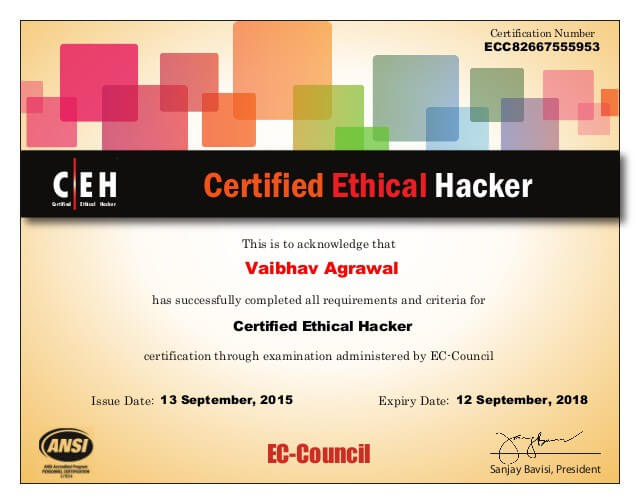 Certification Number
ECC82667555953
C EH
Certified Ethical Hacker
Certified Ethical Hacker
This is to acknowledge that
Vaibhav Agrawal
has successfully completed all requirements and criteria for
Certified Ethical Hacker
certification through examination administered by EC-Council
Issue Date: 13 September, 2015 Expiry Date: 12 September, 2018
ANSI
ANSI Accredited Program
PERSONNEL CERTIFICATION
EC-Council
Sanjay Bavisi, President